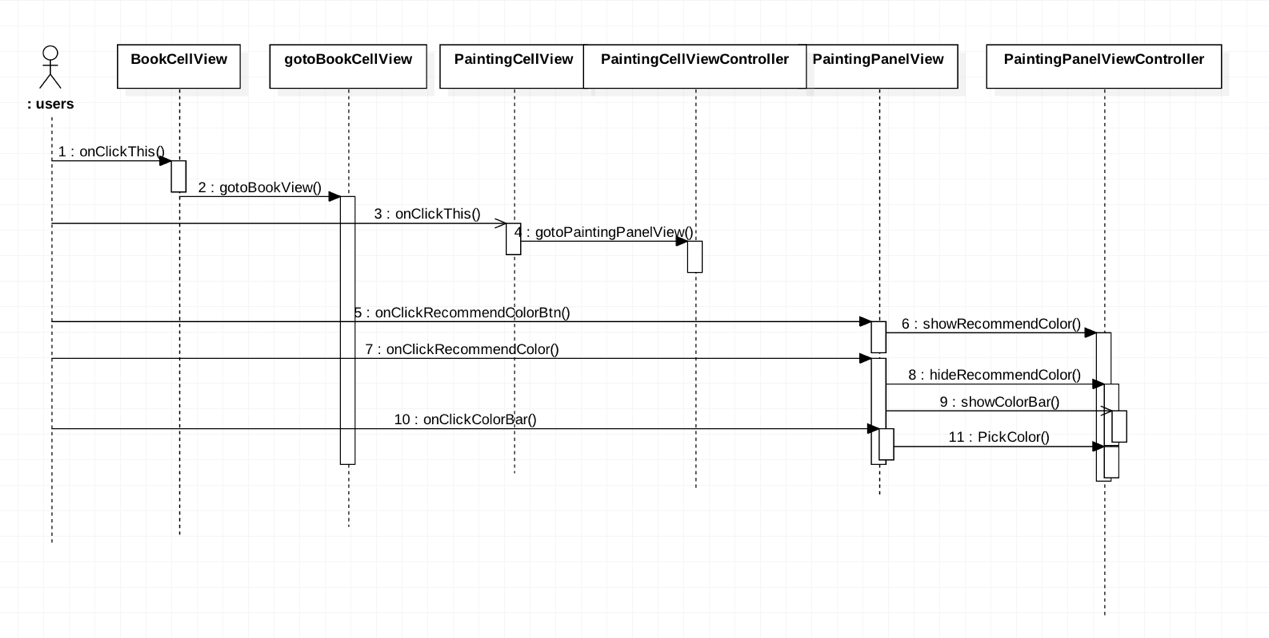 BookCellView
gotoBookCellView
PaintingCellView
PaintingCellViewController
PaintingPanelView
PaintingPanelViewController
: users
1 : onClickThis()
2 : gotoBookView()
3 : onClickThis()
4 : gotoPaintingPanelView()
5 : onClickRecommendColorBtn()
6 : showRecommendColor()
7 : onClickRecommendColor()
8 : hideRecommendColor()
9 : showColorBar()
10 : onClickColorBar()
11 : PickColor()